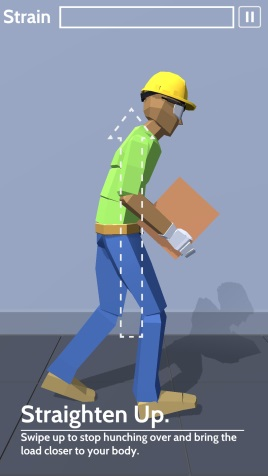 Strain
Straighten Up.
Swipe up to stop hunching over and bring the
load closer to your body.